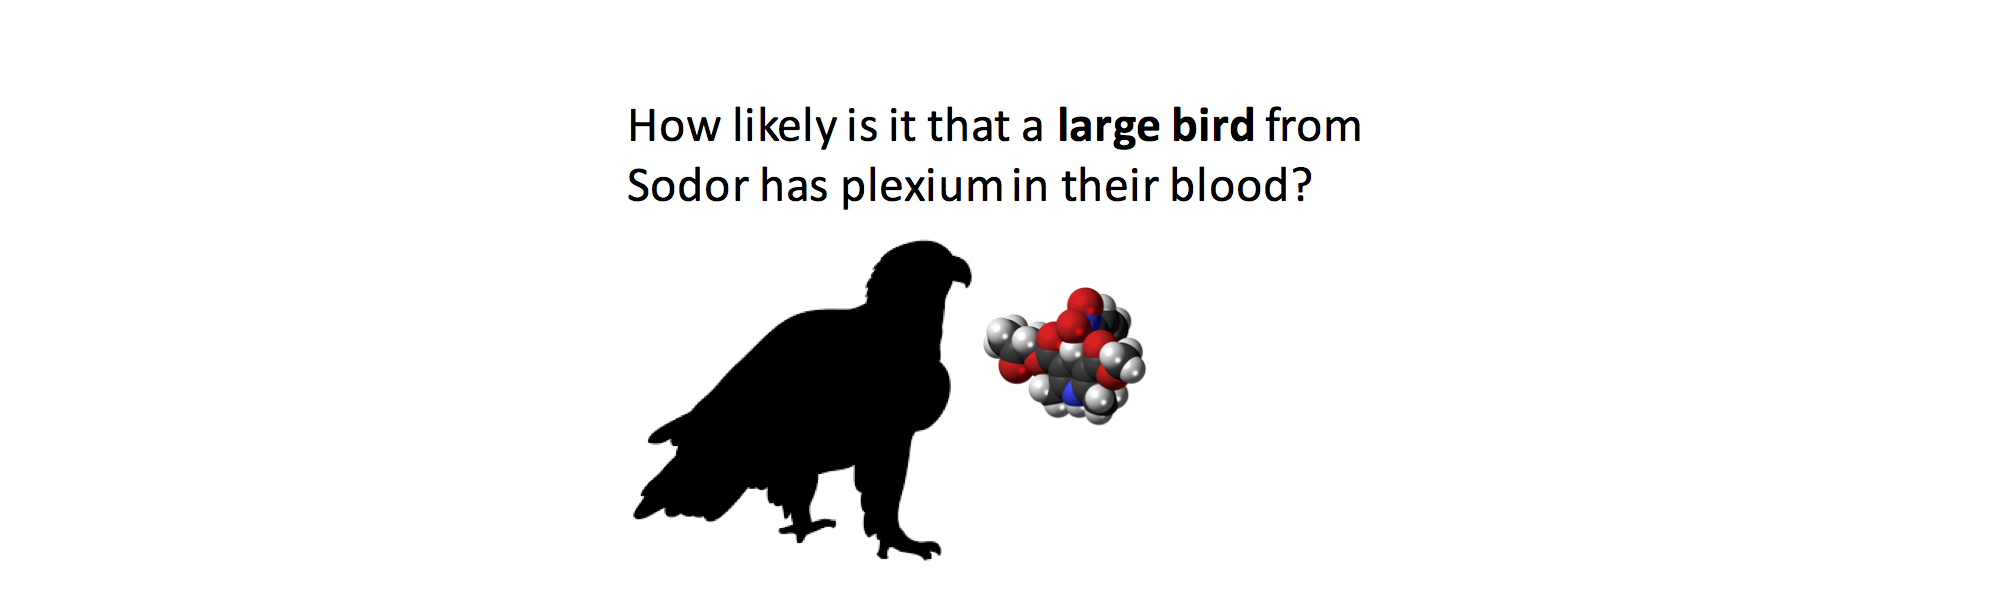 How likely is it that a large bird from
Sodor has plexium in their blood?